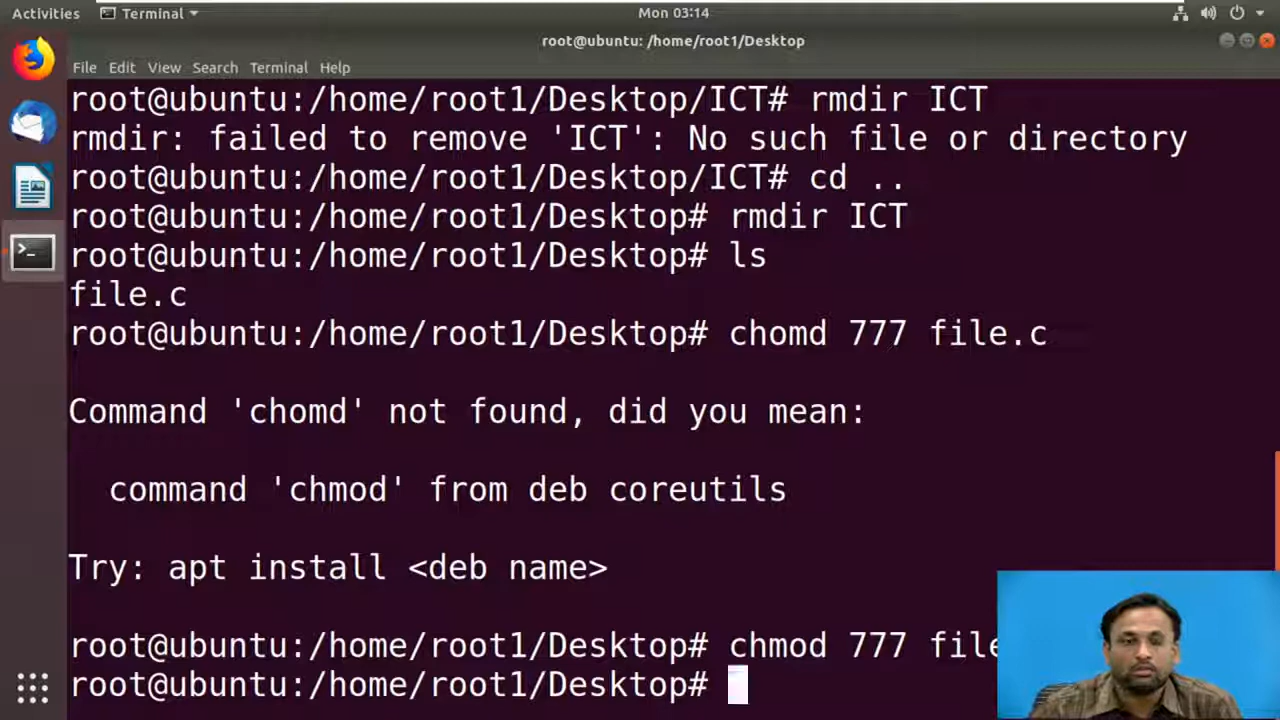 Activities Terminal Mon 03:14
root@ubuntu: /home/root1/Desktop
File Edit View Search Terminal Help
root@ubuntu:/home/root1/Desktop/ICT# rmdir ICT
rmdir: failed to remove 'ICT': No such file or directory
root@ubuntu:/home/root1/Desktop/ICT# cd ..
root@ubuntu:/home/root1/Desktop# rmdir ICT
root@ubuntu:/home/root1/Desktop# ls
file.c
root@ubuntu:/home/root1/Desktop# chomd 777 file.c
Command 'chomd' not found, did you mean:
command 'chmod' from deb coreutils
Try: apt install <deb name>
root@ubuntu:/home/root1/Desktop# chmod 777 file
root@ubuntu:/home/root1/Desktop#